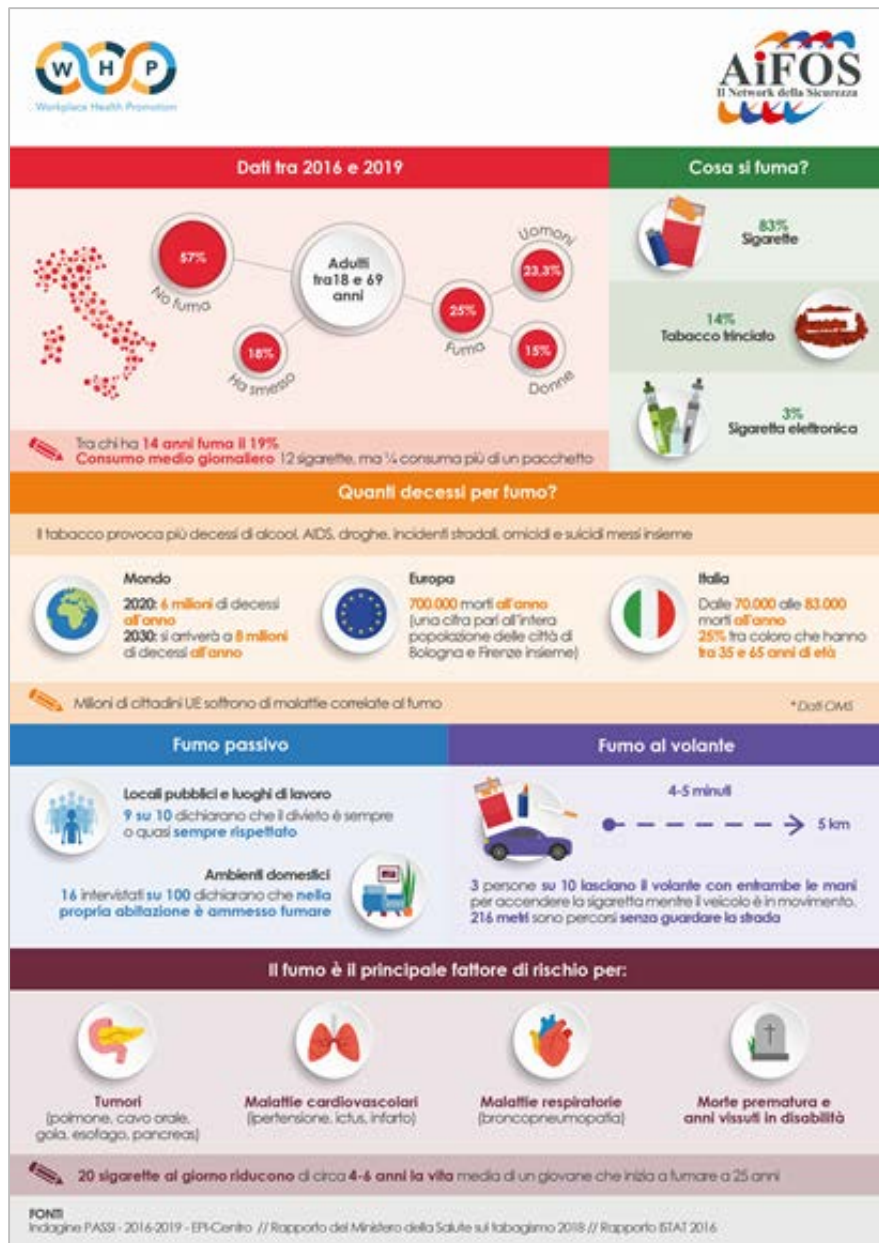 W H P
Workplace Health Promotion
AiFOS
Il Network della Sicurezza
Dati tra 2016 e 2019
57%
No fuma
Adulti
tra18 e 69
anni
18%
Ha smesso
25%
Fuma
Uomoni
23,3%
15%
Donne
Tra chi ha 14 anni fuma il 19%
Consumo medio giornaliero 12 sigarette, ma ¼ consuma più di un pacchetto
Cosa si fuma?
83%
Sigarette
14%
Tabacco trinciato
3%
Sigaretta elettronica
Quanti decessi per fumo?
Il tabacco provoca più decessi di alcool, AIDS, droghe, incidenti stradali, omicidi e suicidi messi insieme
Mondo
2020: 6 milioni di decessi
all'anno
2030: si arriverà a 8 milioni
di decessi all'anno
Europa
700.000 morti all'anno
(una cifra pari all'intera
popolazione delle città di
Bologna e Firenze insieme)
Italia
Dalle 70.000 alle 83.000
morti all'anno
25% tra coloro che hanno
tra 35 e 65 anni di età
Milioni di cittadini UE soffrono di malattie correlate al fumo
*Dati OMS
Fumo passivo
Locali pubblici e luoghi di lavoro
9 su 10 dichiarano che il divieto è sempre
o quasi sempre rispettato
Ambienti domestici
16 intervistati su 100 dichiarano che nella
propria abitazione è ammesso fumare
Fumo al volante
4-5 minuti
5 km
3 persone su 10 lasciano il volante con entrambe le mani
per accendere la sigaretta mentre il veicolo è in movimento.
216 metri sono percorsi senza guardare la strada
Il fumo è il principale fattore di rischio per:
Tumori
(polmone, cavo orale,
gola, esofago, pancreas)
Malattie cardiovascolari
(ipertensione, ictus, infarto)
Malattie respiratorie
(broncopneumopatia)
Morte prematura e
anni vissuti in disabilità
20 sigarette al giorno riducono di circa 4-6 anni la vita media di un giovane che inizia a fumare a 25 anni
FONTI
Indagine PASSI - 2016-2019 - EPI-Centro // Rapporto del Ministero della Salute sul tabagismo 2018 // Rapporto ISTAT 2016